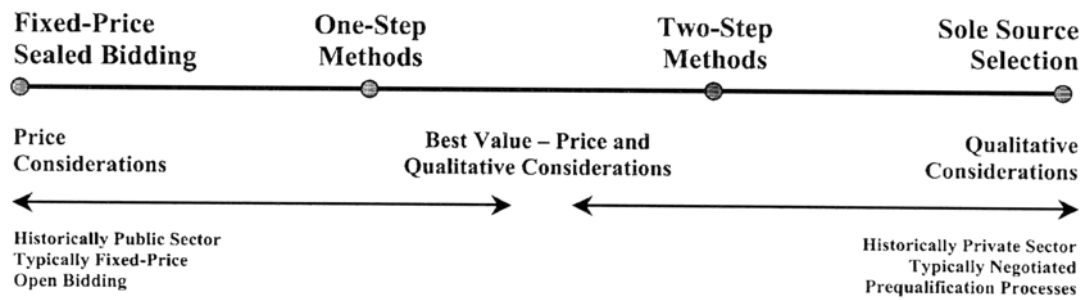 Fixed-Price
Sealed Bidding
One-Step
Methods
Two-Step
Methods
Sole Source
Selection
Price
Considerations
Best Value – Price and
Qualitative Considerations
Qualitative
Considerations
Historically Public Sector
Typically Fixed-Price
Open Bidding
Historically Private Sector
Typically Negotiated
Prequalification Processes